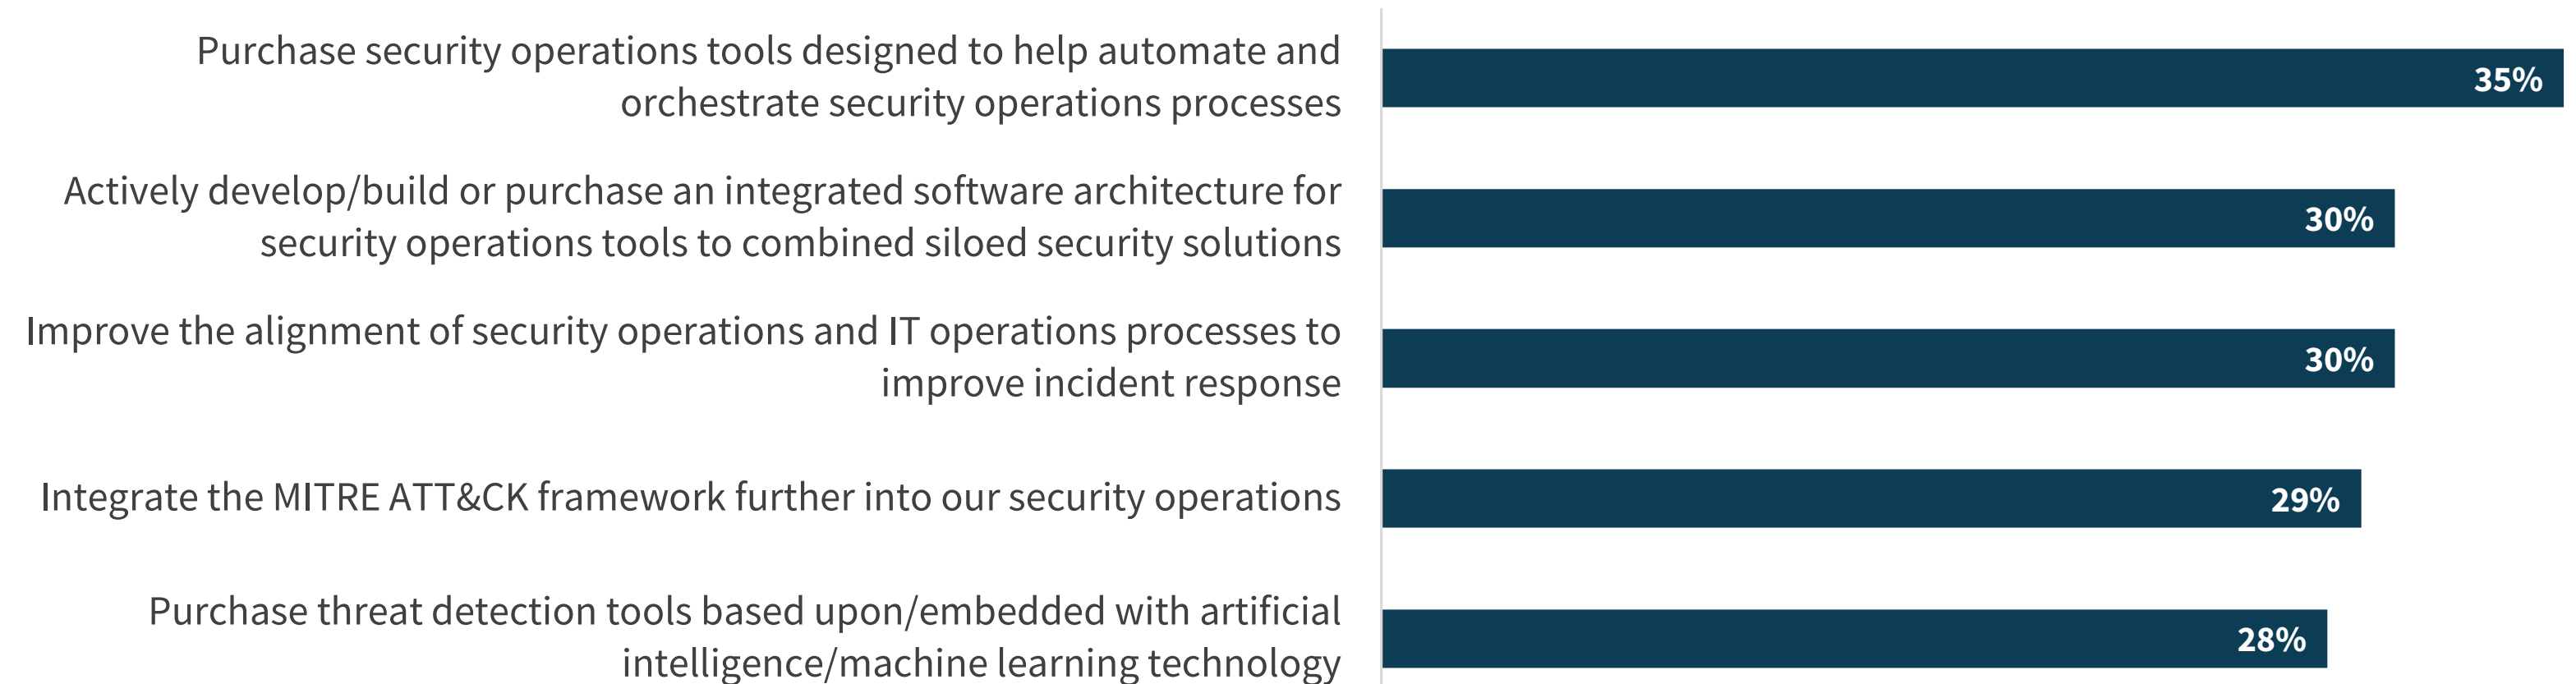 Purchase security operations tools designed to help automate and
orchestrate security operations processes
35%
Actively develop/build or purchase an integrated software architecture for
security operations tools to combined siloed security solutions
30%
Improve the alignment of security operations and IT operations processes to
improve incident response
30%
Integrate the MITRE ATT&CK framework further into our security operations
29%
Purchase threat detection tools based upon/embedded with artificial
intelligence/machine learning technology
28%